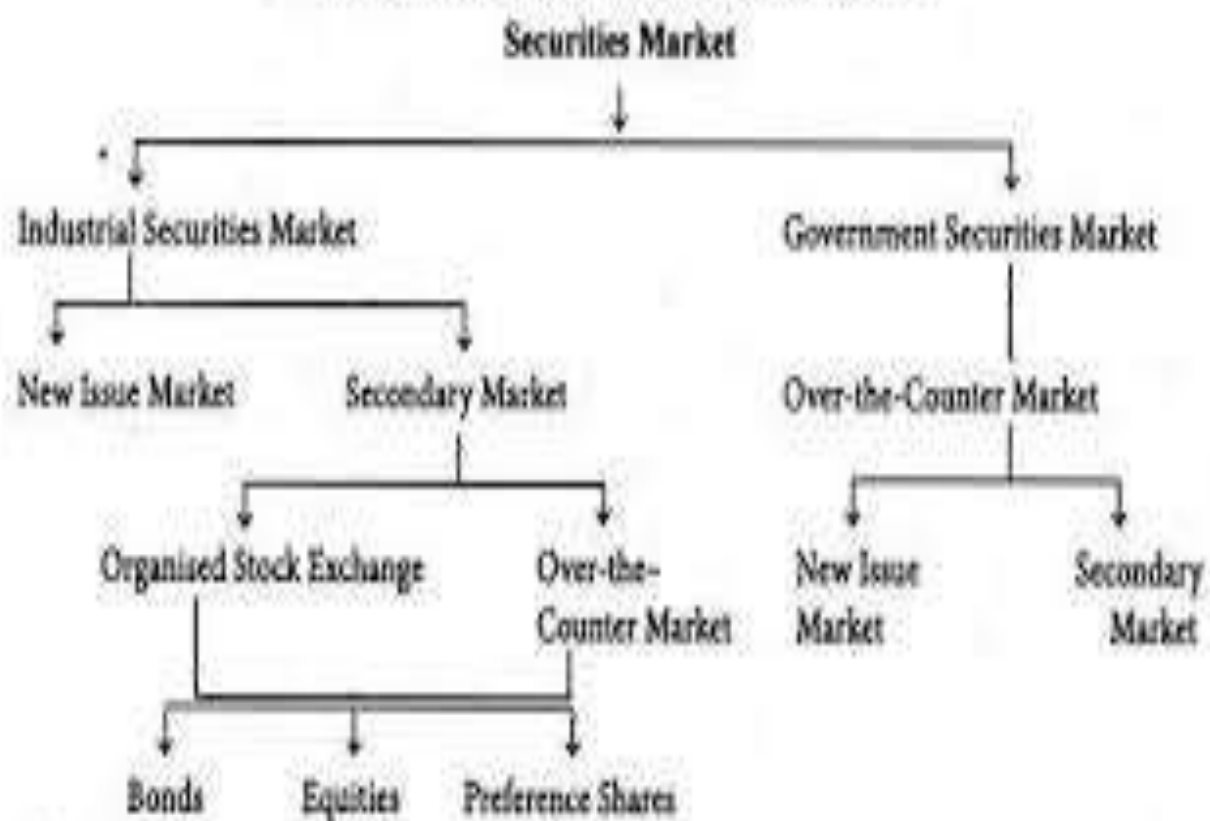 Securities Market
Industrial Securities Market
Government Securities Market
New Issue Market
Secondary Market
Over-the-Counter Market
Organised Stock Exchange
Over-the-
Counter Market
New Issue
Market
Secondary
Market
Bonds
Equities
Preference Shares